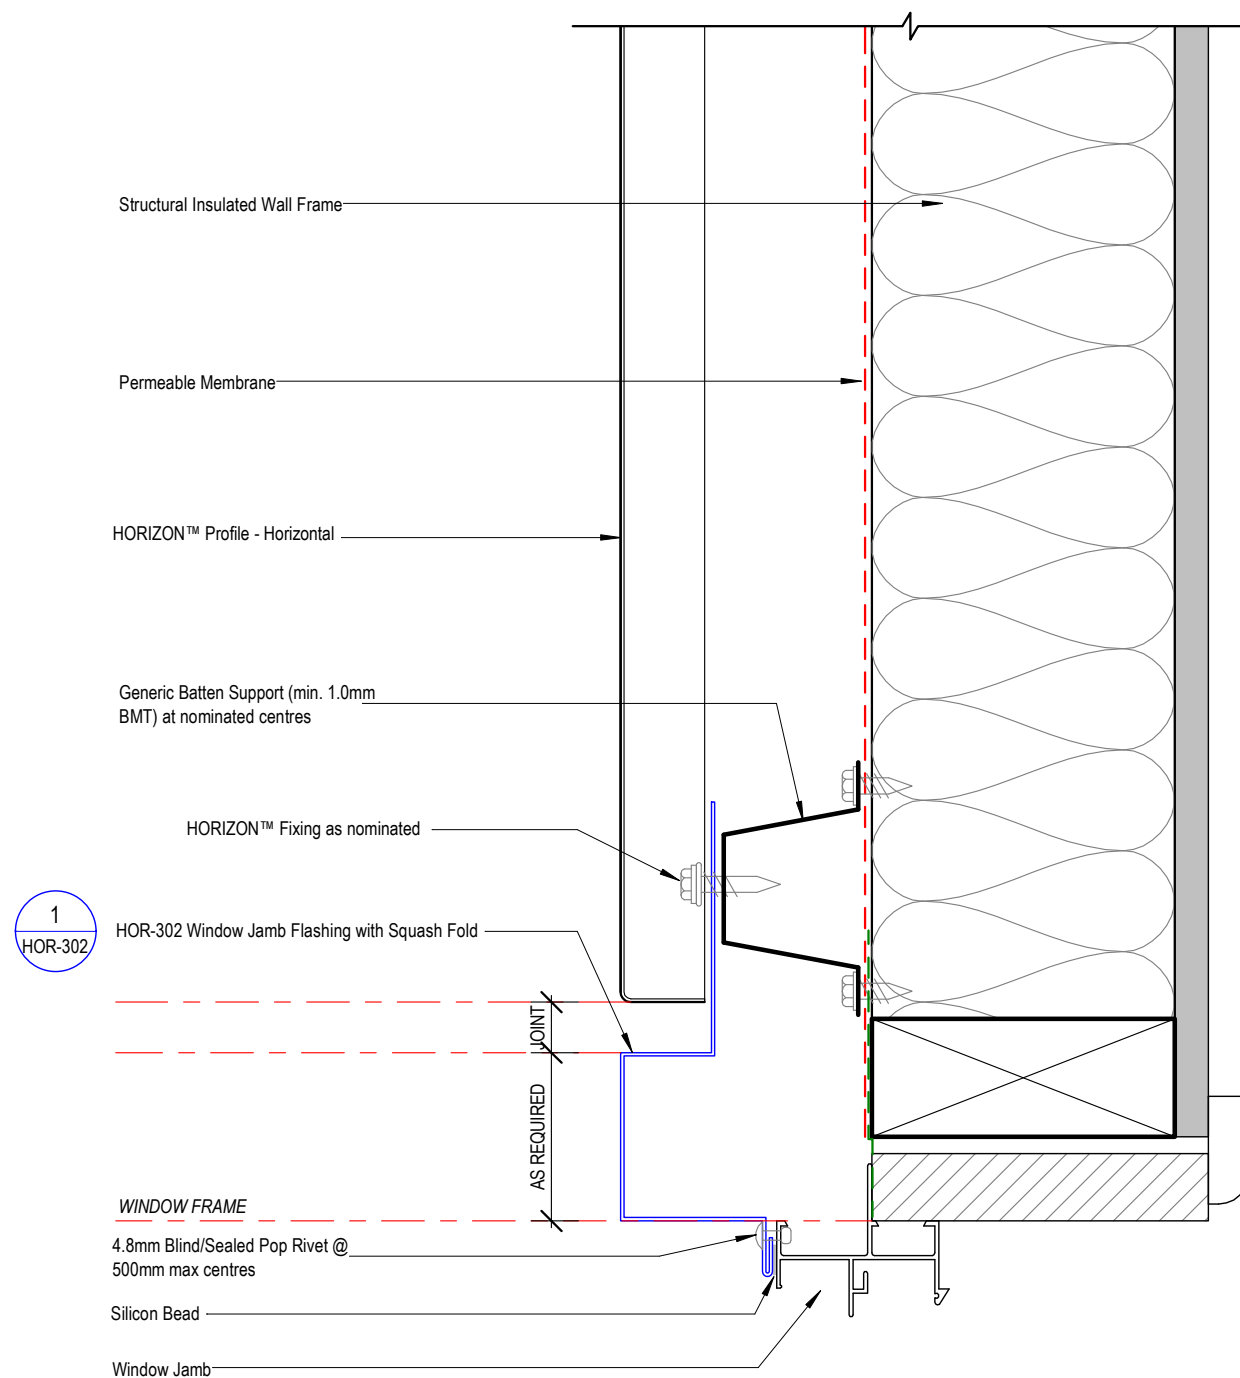 Structural Insulated Wall Frame
Permeable Membrane
HORIZON™ Profile - Horizontal
Generic Batten Support (min. 1.0mm
BMT) at nominated centres
HORIZON™ Fixing as nominated
1
HOR-302
HOR-302 Window Jamb Flashing with Squash Fold
JOINT
AS REQUIRED
WINDOW FRAME
4.8mm Blind/Sealed Pop Rivet @
500mm max centres
Silicon Bead
Window Jamb